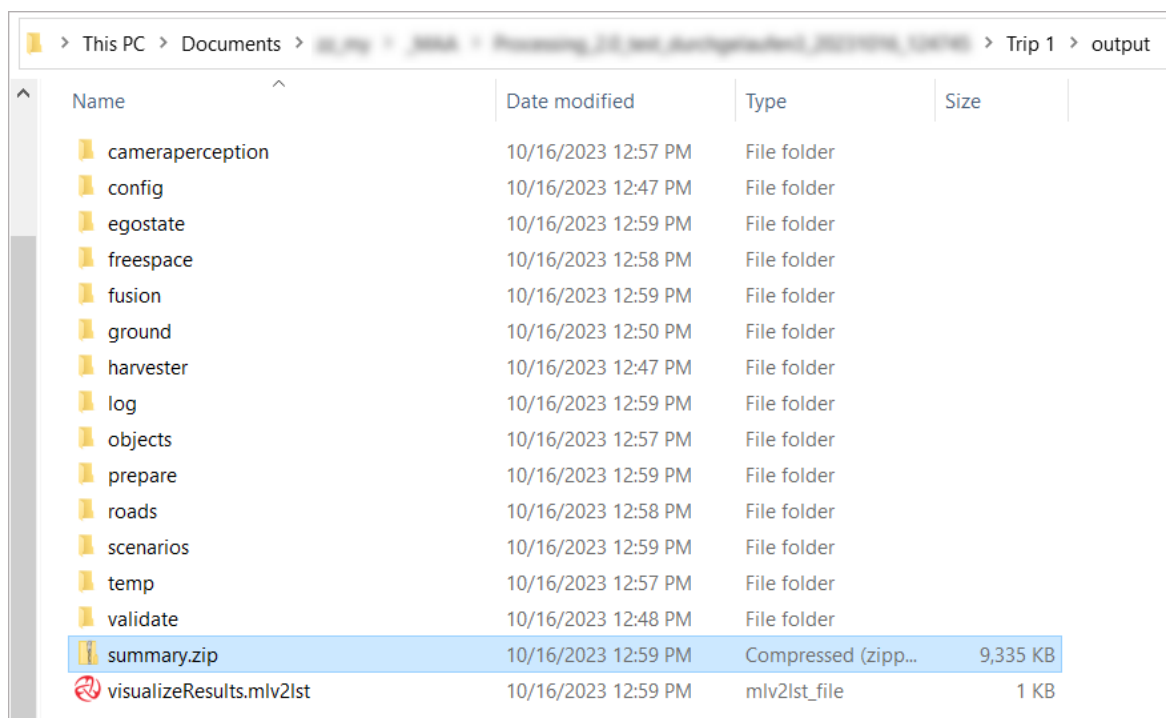 This PC > Documents > > > > Trip 1 > output
Name Date modified Type Size
cameraperception 10/16/2023 12:57 PM File folder
config 10/16/2023 12:47 PM File folder
egostate 10/16/2023 12:59 PM File folder
freespace 10/16/2023 12:58 PM File folder
fusion 10/16/2023 12:59 PM File folder
ground 10/16/2023 12:50 PM File folder
harvester 10/16/2023 12:47 PM File folder
log 10/16/2023 12:59 PM File folder
objects 10/16/2023 12:57 PM File folder
prepare 10/16/2023 12:59 PM File folder
roads 10/16/2023 12:58 PM File folder
scenarios 10/16/2023 12:59 PM File folder
temp 10/16/2023 12:57 PM File folder
validate 10/16/2023 12:48 PM File folder
summary.zip 10/16/2023 12:59 PM Compressed (zipp... 9,335 KB
visualizeResults.mlv2lst 10/16/2023 12:59 PM mlv2lst_file 1 KB